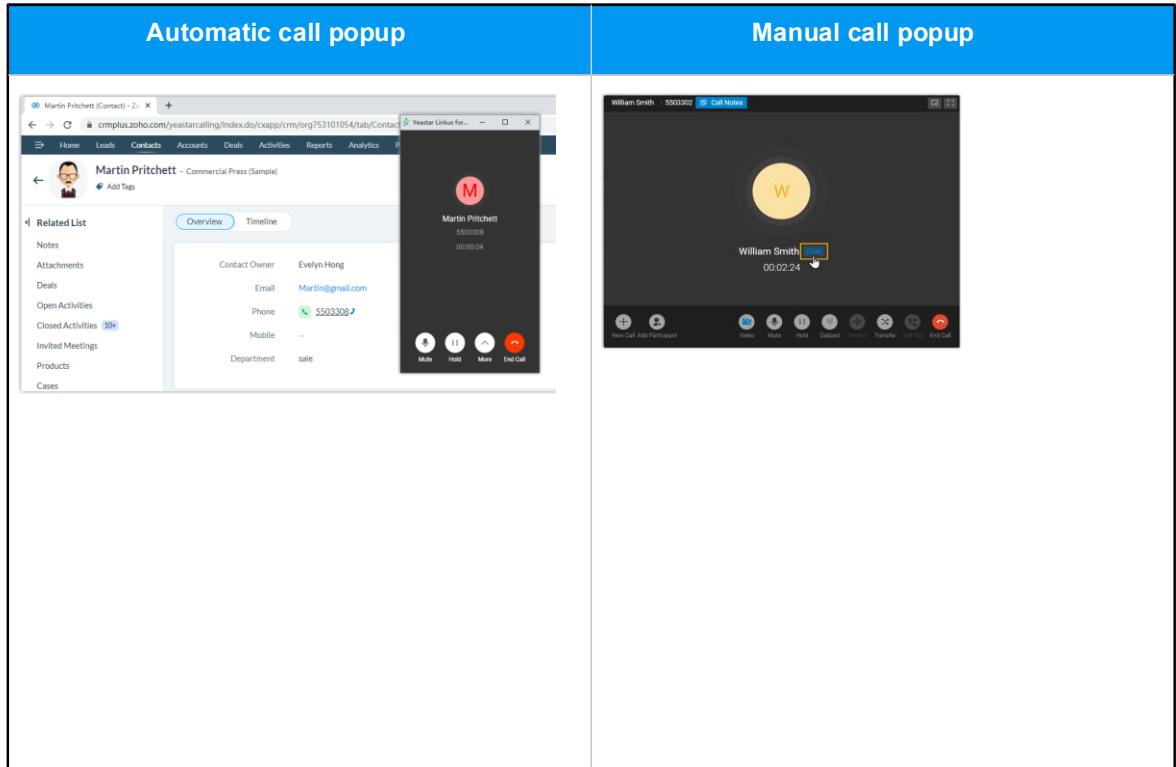 Automatic call popup
Manual call popup
Martin Pritchett (Contact) - Zo
crmplus.zoho.com/yeastarcalling/index.do/cxapp/crm/org753101054/tab/Contac
Home Leads Contacts Accounts Deals Activities Reports Analytics
Martin Pritchett - Commercial Press (Sample)
Add Tags
Related List
Notes
Attachments
Deals
Open Activities
Closed Activities 10+
Invited Meetings
Products
Cases
Overview Timeline
Contact Owner Evelyn Hong
Email Martin@gmail.com
Phone 5503308
Mobile —
Department sale
Yeastar Linkus for...
M
Martin Pritchett
5503308
00:00:04
Mute Hold More End Call
William Smith 5503302 Call Notes
W
William Smith
00:02:24
New Call Add Participant Video Mute Hold Dialpad Transfer Call Flip End Call